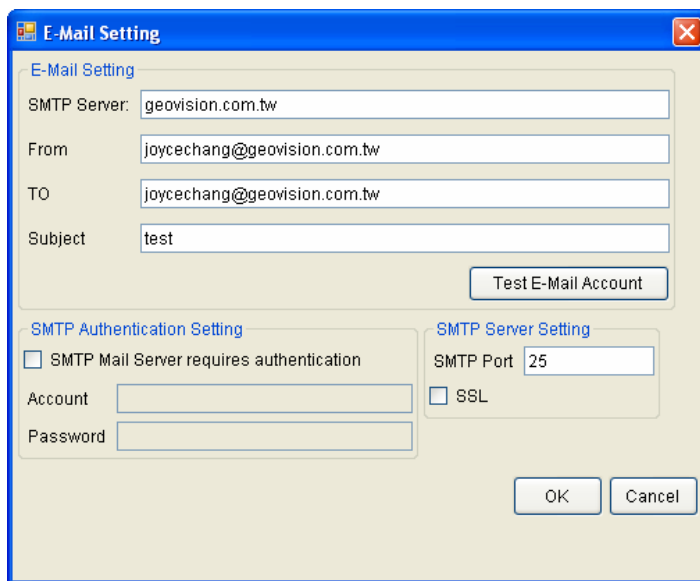 E-Mail Setting
E-Mail Setting
SMTP Server: geovision.com.tw
From joycechang@geovision.com.tw
TO joycechang@geovision.com.tw
Subject test
Test E-Mail Account
SMTP Authentication Setting
SMTP Mail Server requires authentication
Account
Password
SMTP Server Setting
SMTP Port 25
SSL
OK Cancel